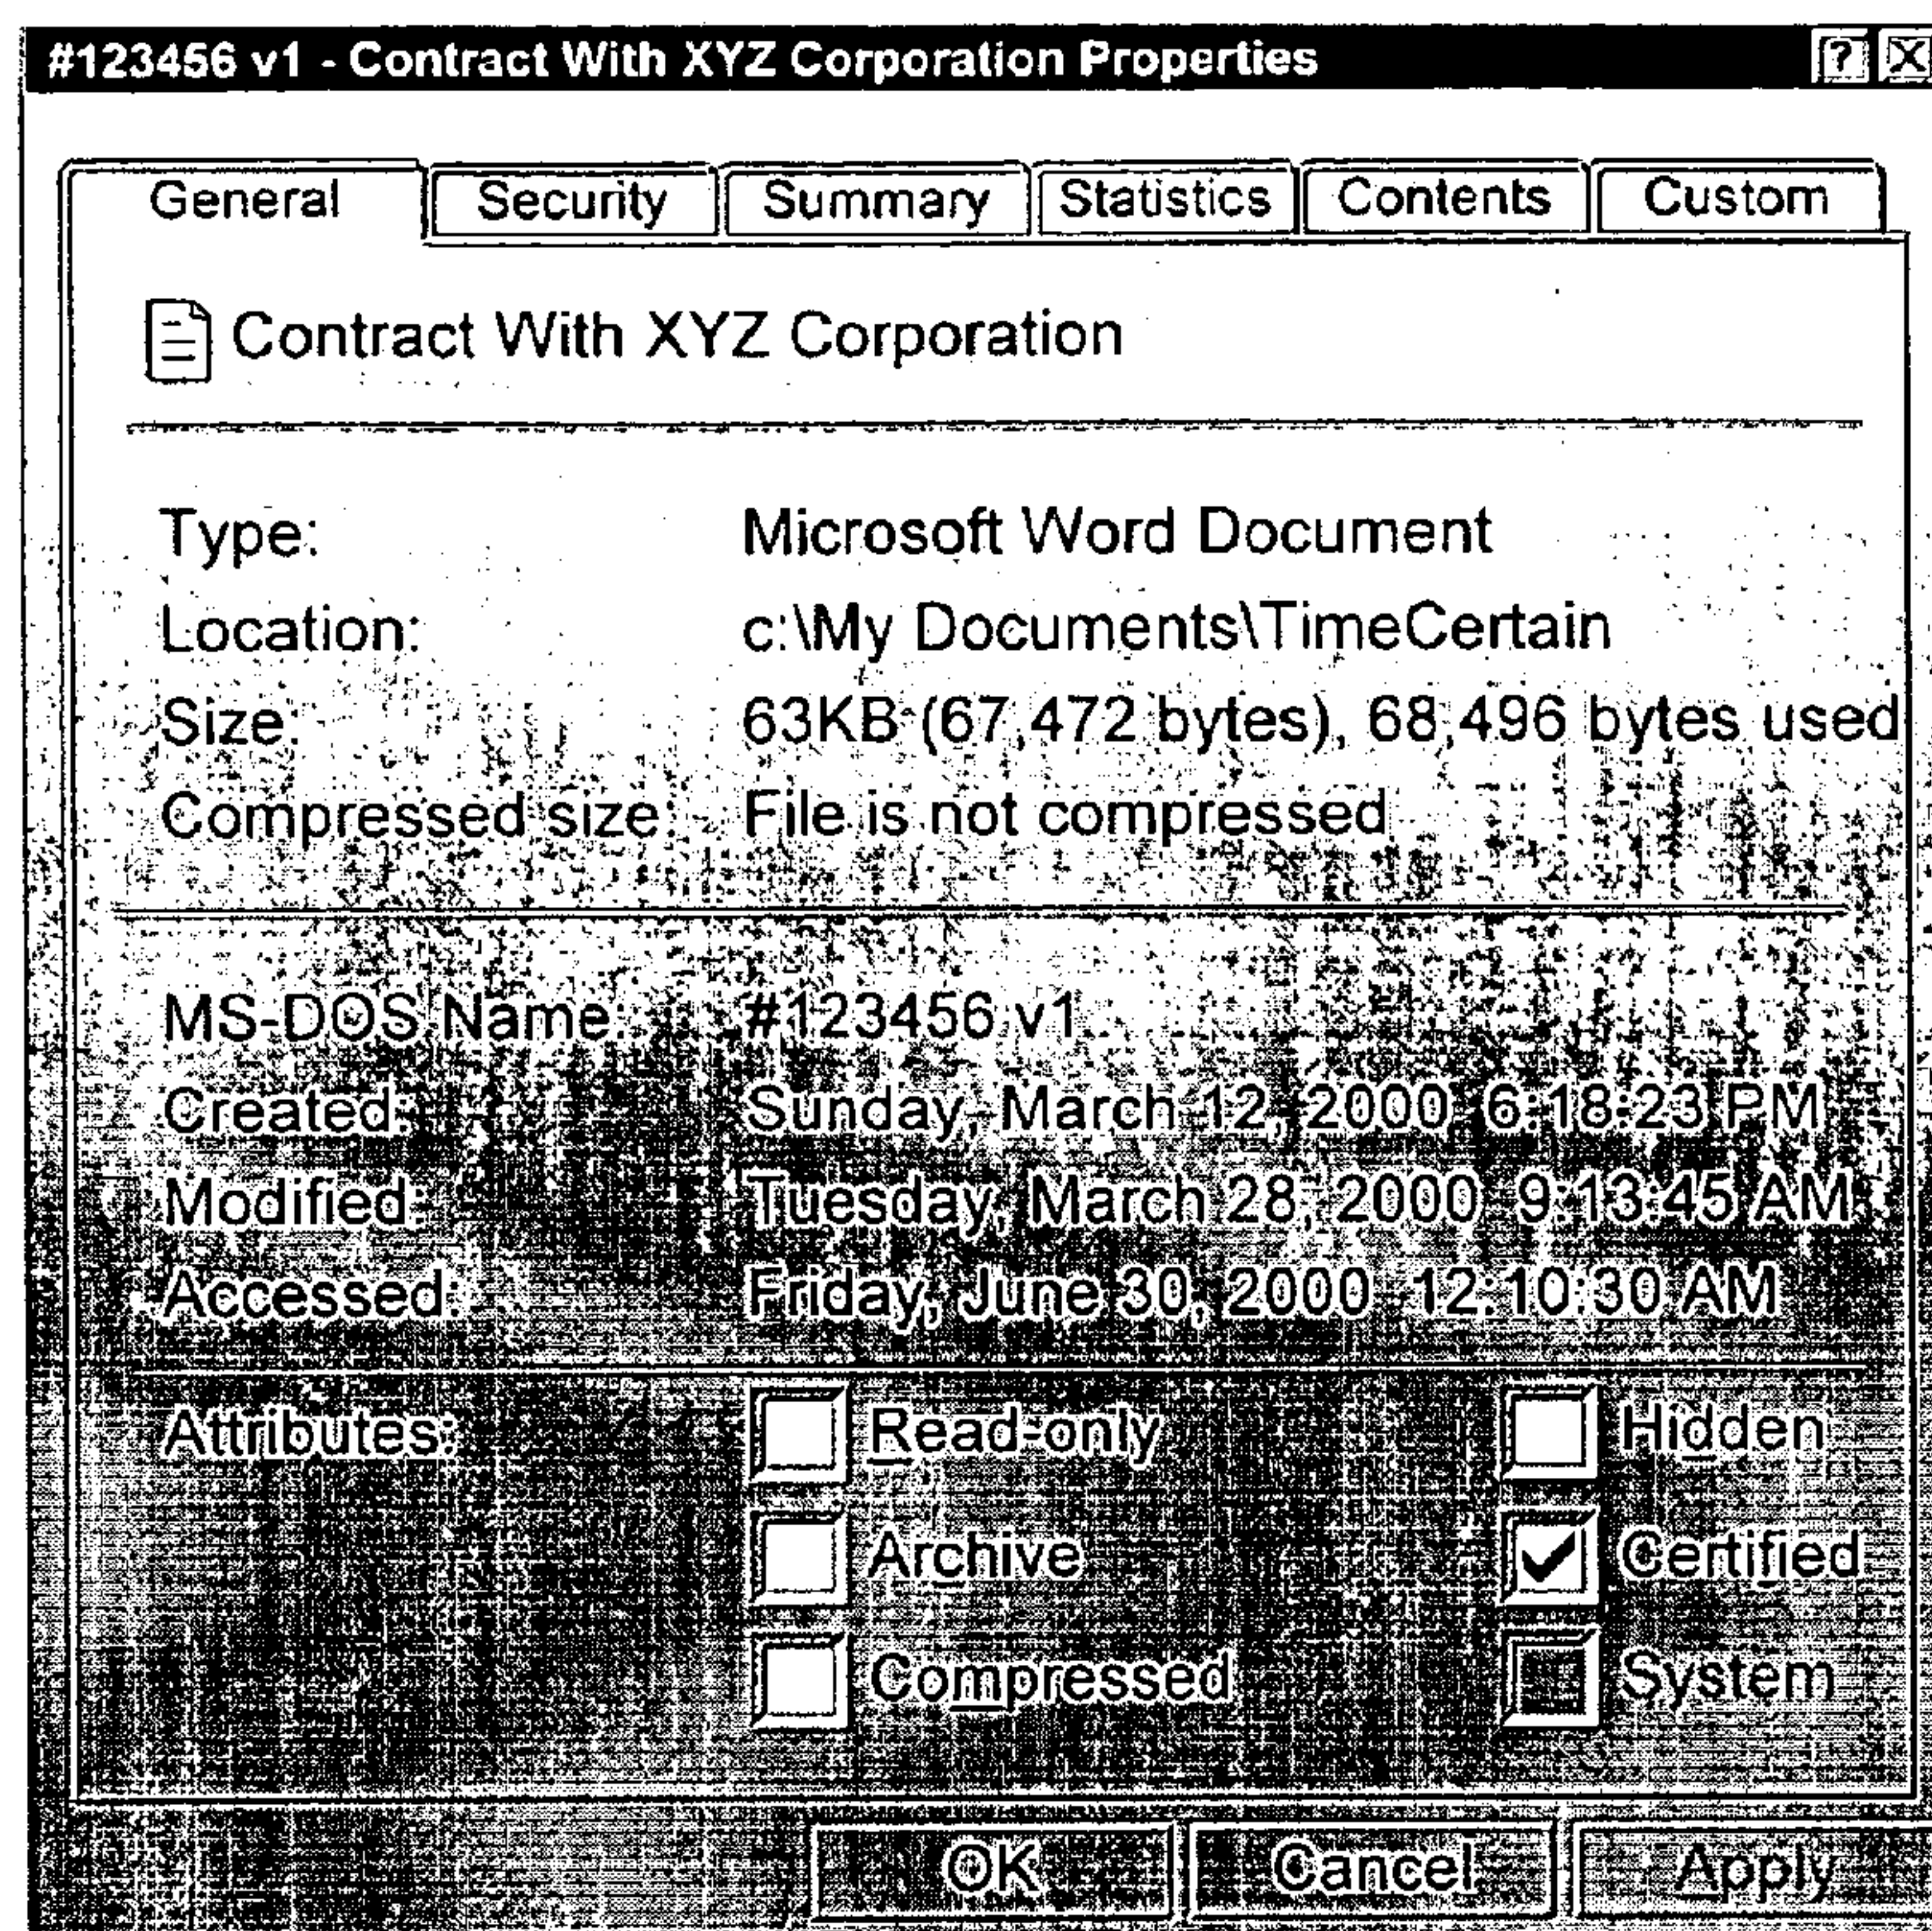 #123456 v1 - Contract With XYZ Corporation Properties ? X
General Security Summary Statistics Contents Custom
Contract With XYZ Corporation
Type: Microsoft Word Document
Location: c:\My Documents\TimeCertain
Size: 63KB (67,472 bytes), 68,496 bytes used
Compressed size: File is not compressed
MS-DOS Name: #123456 v1
Created: Sunday, March 12, 2000 6:18:23 PM
Modified: Tuesday, March 28, 2000 9:13:45 AM
Accessed: Friday, June 30, 2000 12:10:30 AM
Attributes: Read-only Hidden
Archive Certified
Compressed System
OK Cancel Apply